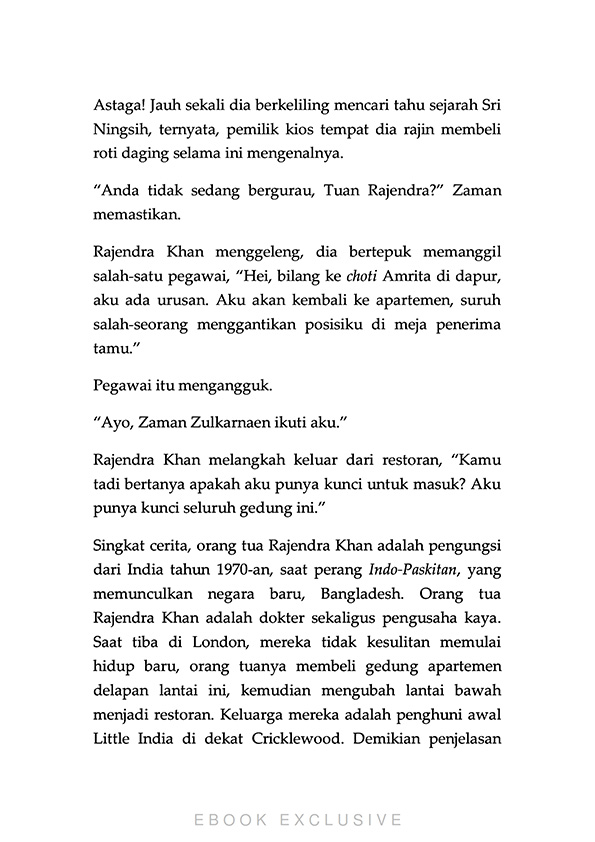 Astaga! Jauh sekali dia berkeliling mencari tahu sejarah Sri
Ningsih, ternyata, pemilik kios tempat dia rajin membeli
roti daging selama ini mengenalnya.
“Anda tidak sedang bergurau, Tuan Rajendra?” Zaman
memastikan.
Rajendra Khan menggeleng, dia bertepuk memanggil
salah-satu pegawai, “Hei, bilang ke choti Amrita di dapur,
aku ada urusan. Aku akan kembali ke apartemen, suruh
salah-seorang menggantikan posisiku di meja penerima
tamu.”
Pegawai itu mengangguk.
“Ayo, Zaman Zulkarnaen ikuti aku.”
Rajendra Khan melangkah keluar dari restoran, “Kamu
tadi bertanya apakah aku punya kunci untuk masuk? Aku
punya kunci seluruh gedung ini.”
Singkat cerita, orang tua Rajendra Khan adalah pengungsi
dari India tahun 1970-an, saat perang Indo-Paskitan, yang
memunculkan negara baru, Bangladesh. Orang tua
Rajendra Khan adalah dokter sekaligus pengusaha kaya.
Saat tiba di London, mereka tidak kesulitan memulai
hidup baru, orang tuanya membeli gedung apartemen
delapan lantai ini, kemudian mengubah lantai bawah
menjadi restoran. Keluarga mereka adalah penghuni awal
Little India di dekat Cricklewood. Demikian penjelasan
EBOOK EXCLUSIVE